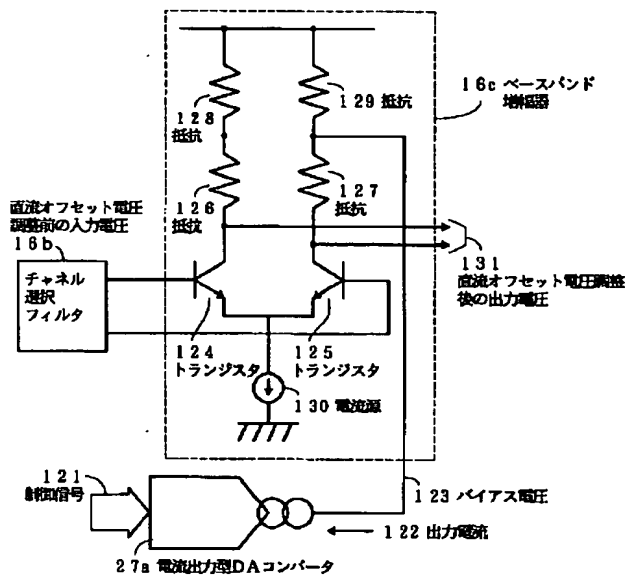 16c ベースバンド
増幅器
128
抵抗
129 抵抗
126
抵抗
127
抵抗
直流オフセット電圧
調整前の入力電圧
16b
チャネル
選択
フィルタ
131
直流オフセット電圧調整
後の出力電圧
124
トランジスタ
125
トランジスタ
130 電流源
121
制御信号
123 バイアス電圧
122 出力電流
27a 電流出力型DAコンバータ